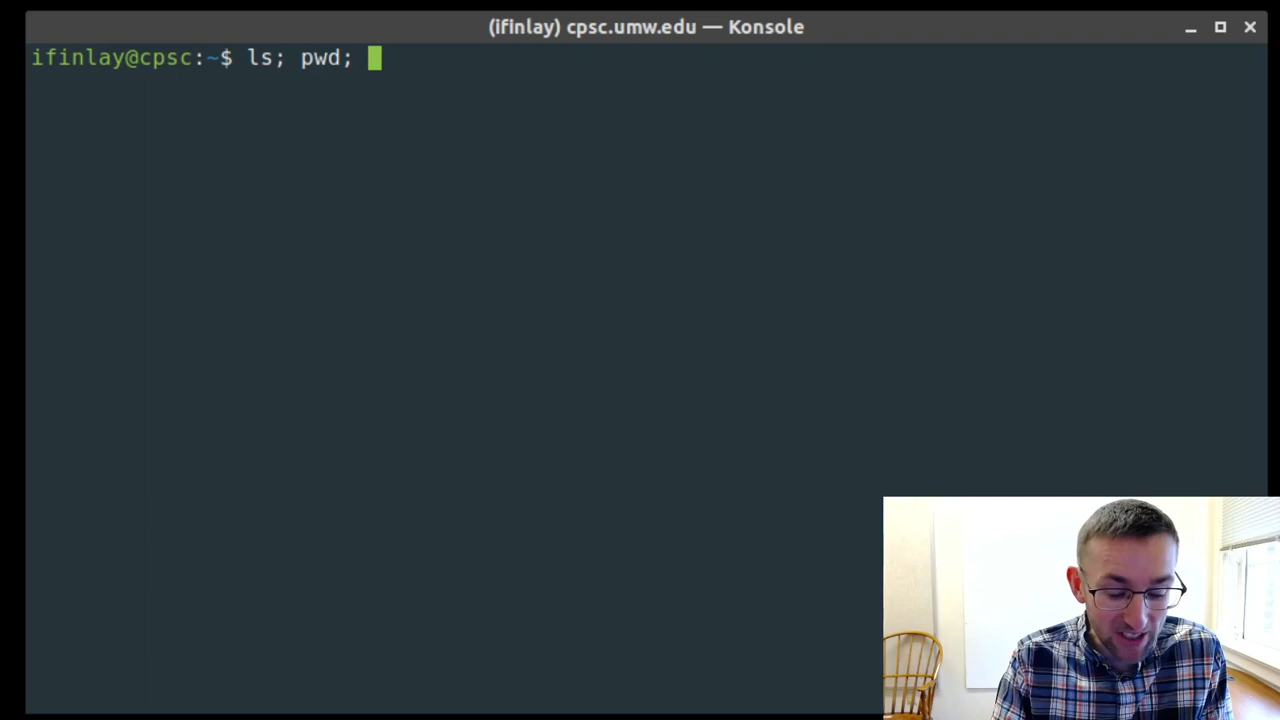 (ifinlay) cpsc.umw.edu — Konsole
ifinlay@cpsc:~$ ls; pwd;